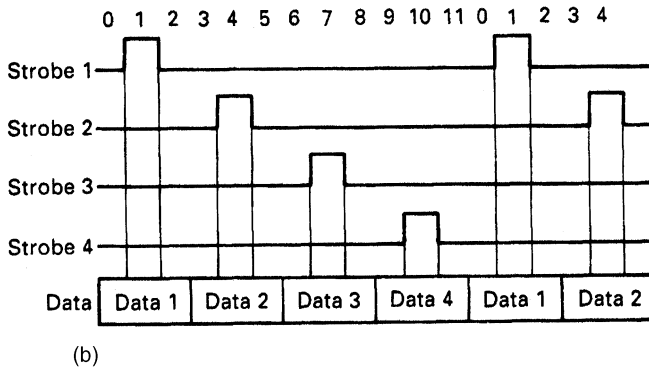 0 1 2 3 4 5 6 7 8 9 10 11 0 1 2 3 4
Strobe 1
Strobe 2
Strobe 3
Strobe 4
Data Data 1 Data 2 Data 3 Data 4 Data 1 Data 2
(b)